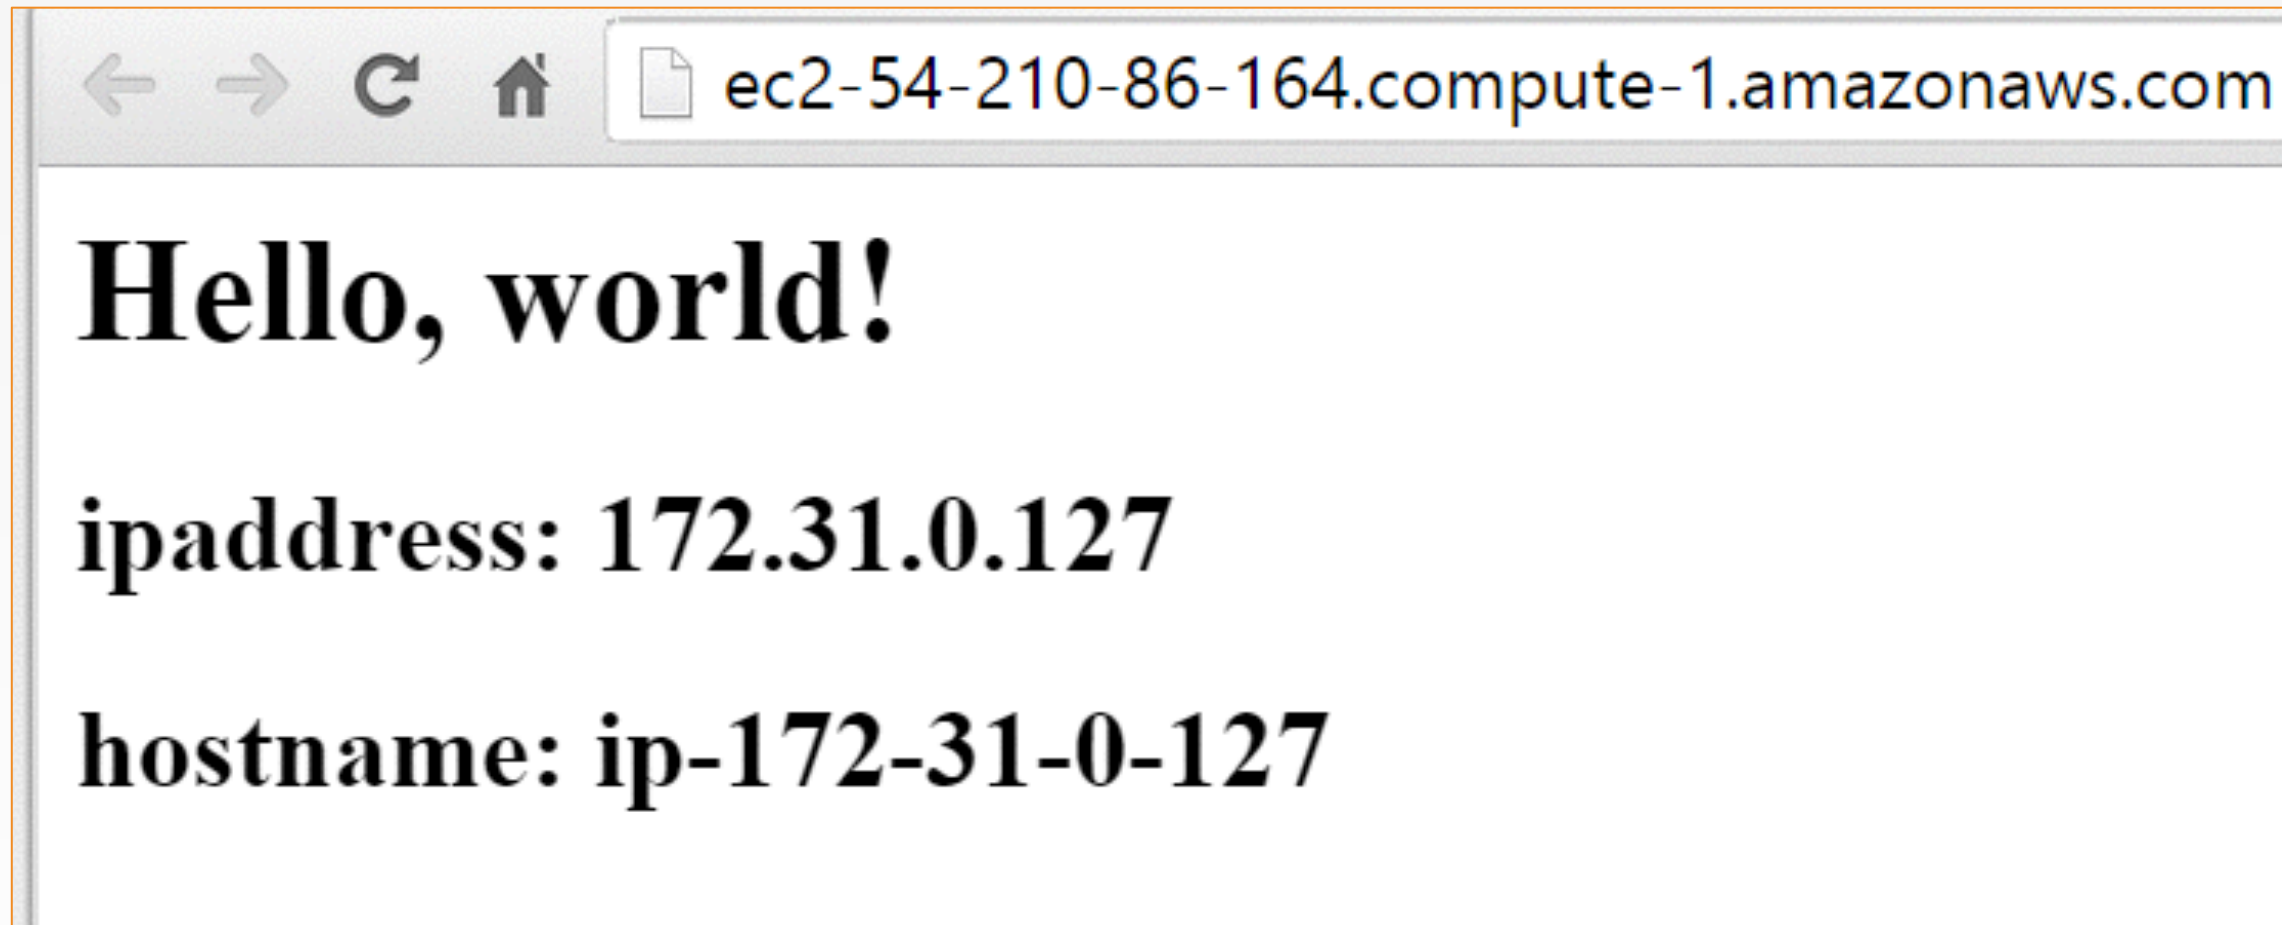 ec2-54-210-86-164.compute-1.amazonaws.com
Hello, world!
ipaddress: 172.31.0.127
hostname: ip-172-31-0-127